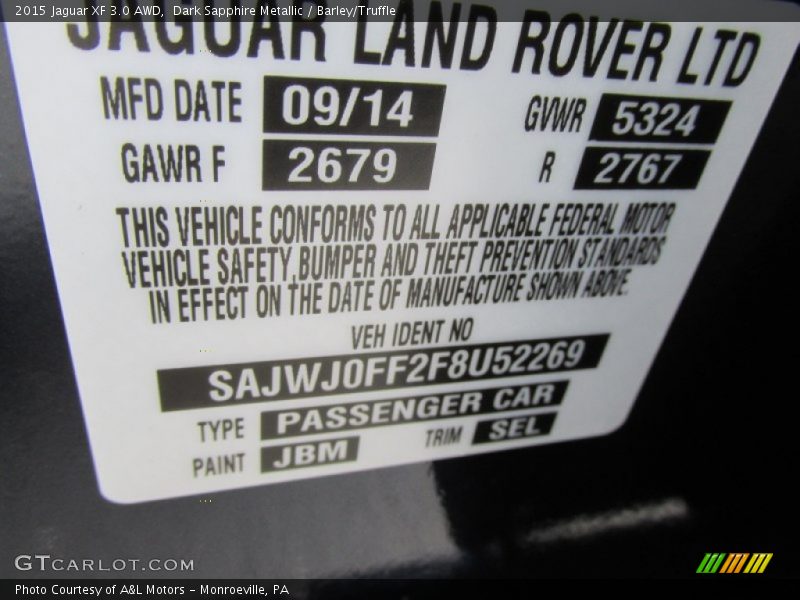 2015 Jaguar XF 3.0 AWD, Dark Sapphire Metallic / Barley/Truffle
JAGUAR LAND ROVER LTD
MFD DATE 09/14 GVWR 5324
GAWR F 2679 R 2767
THIS VEHICLE CONFORMS TO ALL APPLICABLE FEDERAL MOTOR
VEHICLE SAFETY, BUMPER AND THEFT PREVENTION STANDARDS
IN EFFECT ON THE DATE OF MANUFACTURE SHOWN ABOVE.
VEH IDENT NO
SAJWJ0FF2F8U52269
TYPE PASSENGER CAR
PAINT JBM TRIM SEL
GTCARLOT.COM
Photo Courtesy of A&L Motors – Monroeville, PA